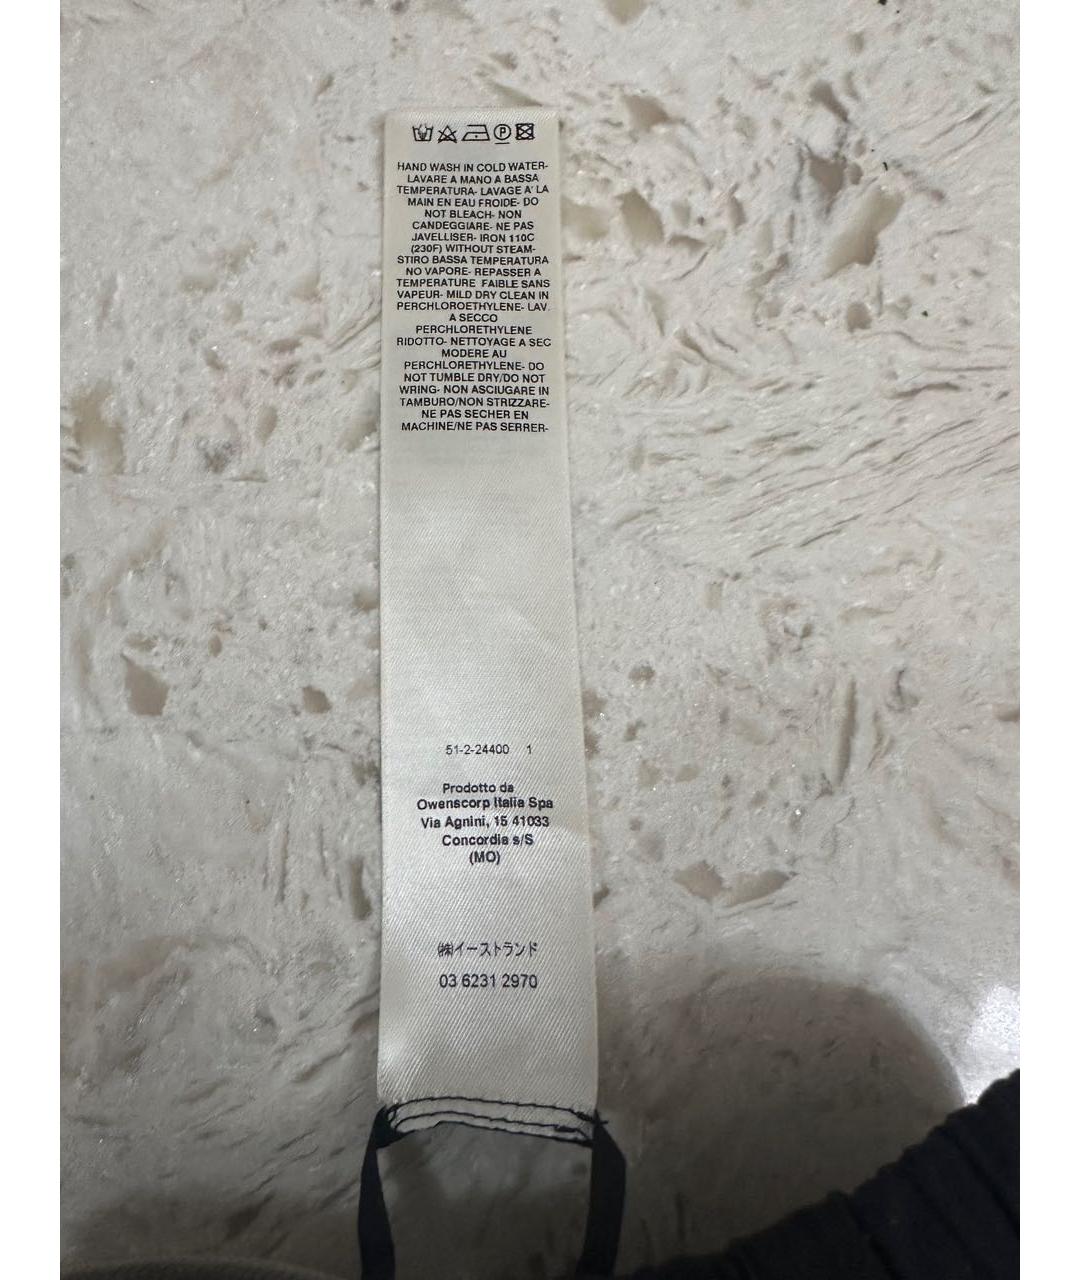 HAND WASH IN COLD WATER-
LAVARE A MANO A BASSA
TEMPERATURA- LAVAGE A' LA
MAIN EN EAU FROIDE- DO
NOT BLEACH- NON
CANDEGGIARE- NE PAS
JAVELLISER- IRON 110C
(230F) WITHOUT STEAM-
STIRO BASSA TEMPERATURA
NO VAPORE- REPASSER A
TEMPERATURE FAIBLE SANS
VAPEUR- MILD DRY CLEAN IN
PERCHLOROETHYLENE- LAV.
A SECCO
PERCHLORETHYLENE
RIDOTTO- NETTOYAGE A SEC
MODERE AU
PERCHLORETHYLENE- DO
NOT TUMBLE DRY/DO NOT
WRING- NON ASCIUGARE IN
TAMBURO/NON STRIZZARE-
NE PAS SECHER EN
MACHINE/NE PAS SERRER-
51-2-24400 1
Prodotto da
Owenscorp Italia Spa
Via Agnini, 15 41033
Concordia s/S
(MO)
㈱イーストランド
03 6231 2970